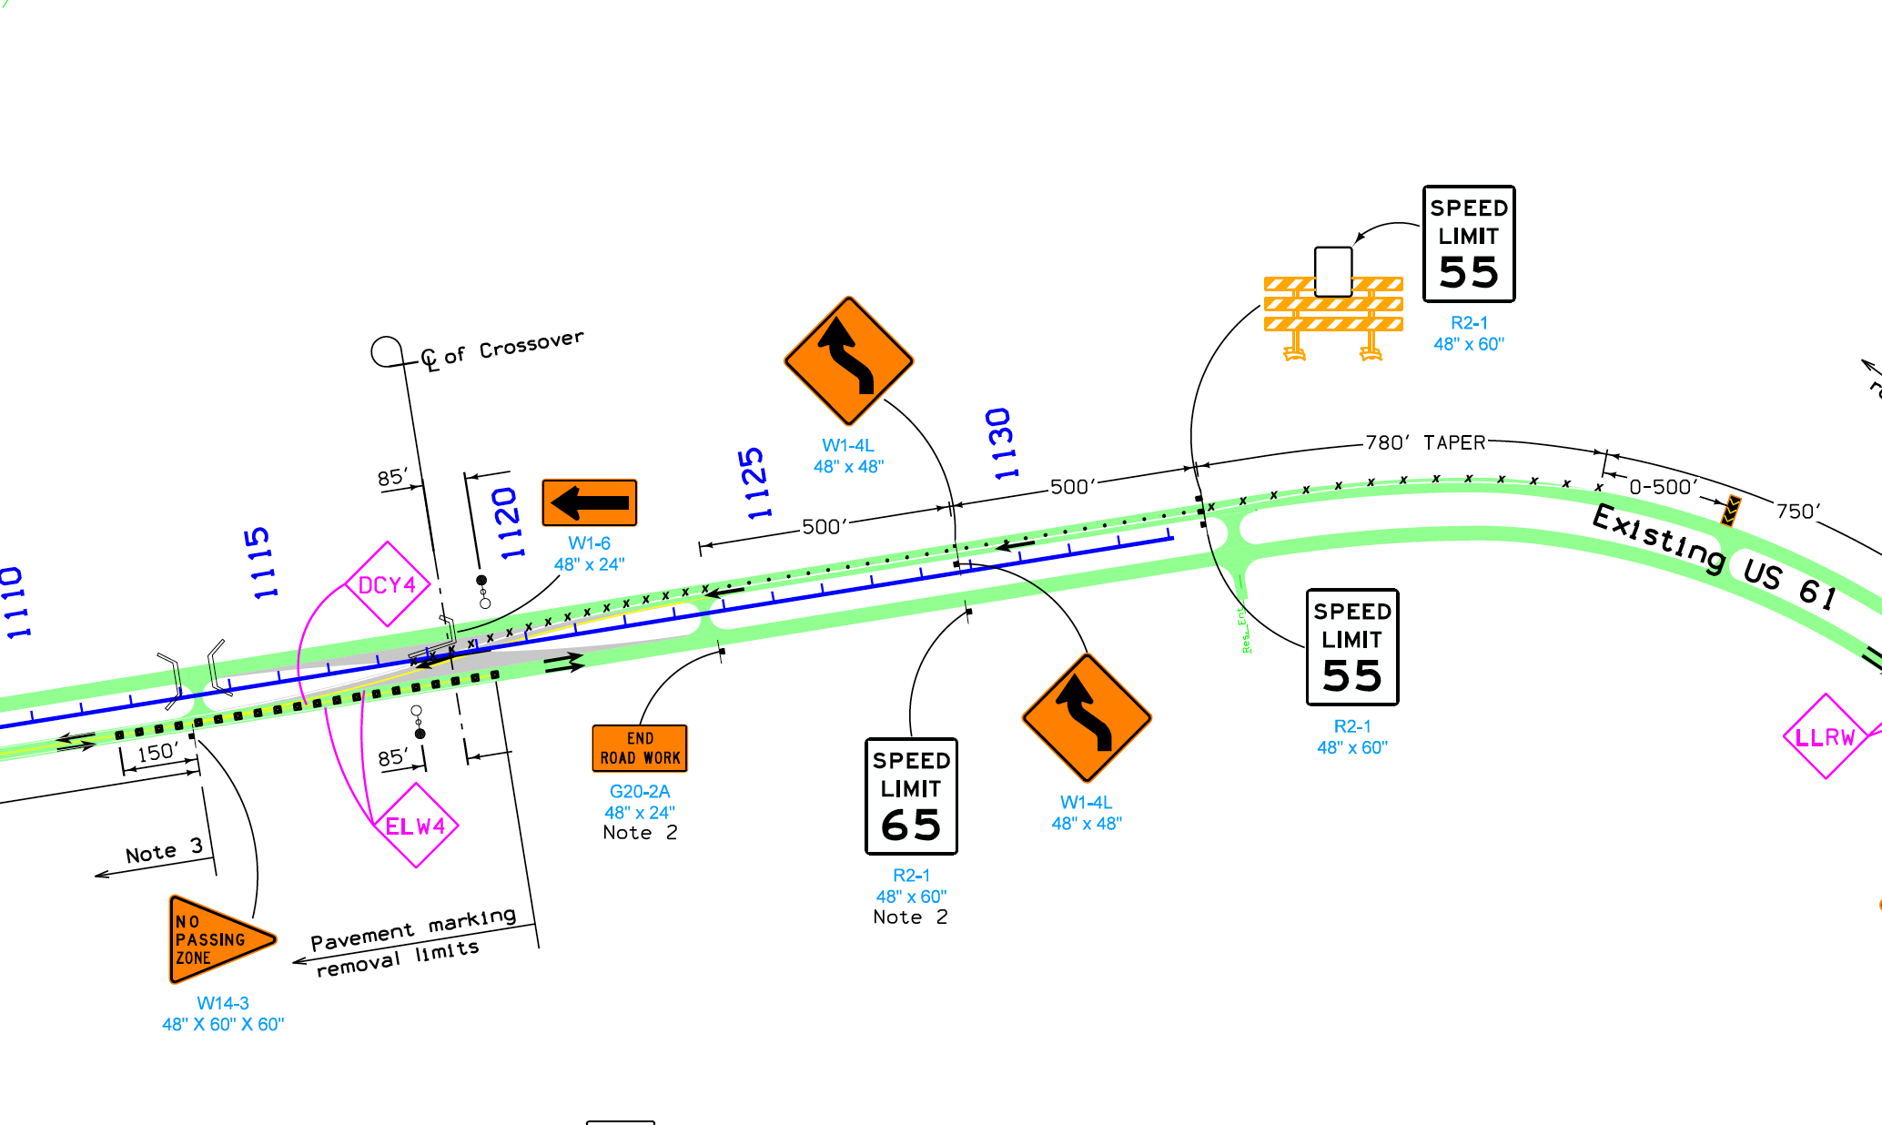 SPEED
LIMIT
55
R2-1
48" x 60"
℄ of Crossover
W1-4L
48" x 48"
1130
780' TAPER
85'
1125
500'
0-500'
750'
1120
W1-6
48" x 24"
500'
Existing US 61
1115
1110
DCY4
SPEED
LIMIT
55
R2-1
48" x 60"
Res. Ent.
END
ROAD WORK
G20-2A
48" x 24"
Note 2
SPEED
LIMIT
65
R2-1
48" x 60"
Note 2
W1-4L
48" x 48"
LLRW
150'
85'
ELW4
Note 3
NO
PASSING
ZONE
W14-3
48" X 60" X 60"
Pavement marking
removal limits